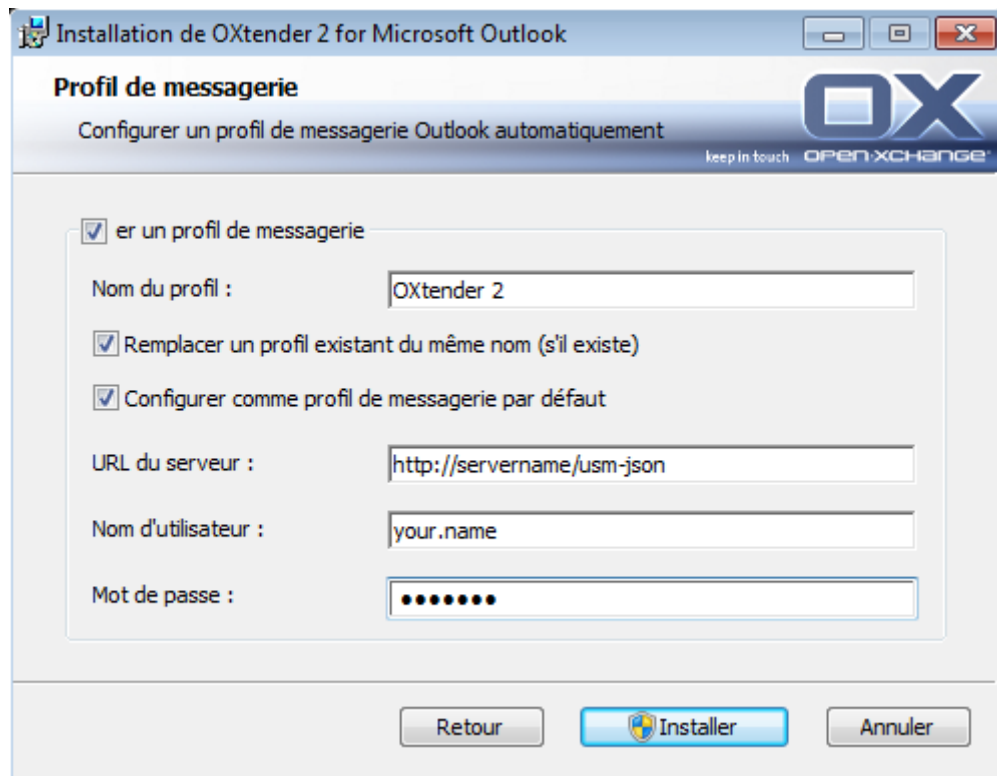 Installation de OXtender 2 for Microsoft Outlook
Profil de messagerie
Configurer un profil de messagerie Outlook automatiquement
OX
keep in touch OPEN-XCHANGE
er un profil de messagerie
Nom du profil : OXtender 2
Remplacer un profil existant du même nom (s'il existe)
Configurer comme profil de messagerie par défaut
URL du serveur : http://servername/usm-json
Nom d'utilisateur : your.name
Mot de passe : •••••••
Retour Installer Annuler